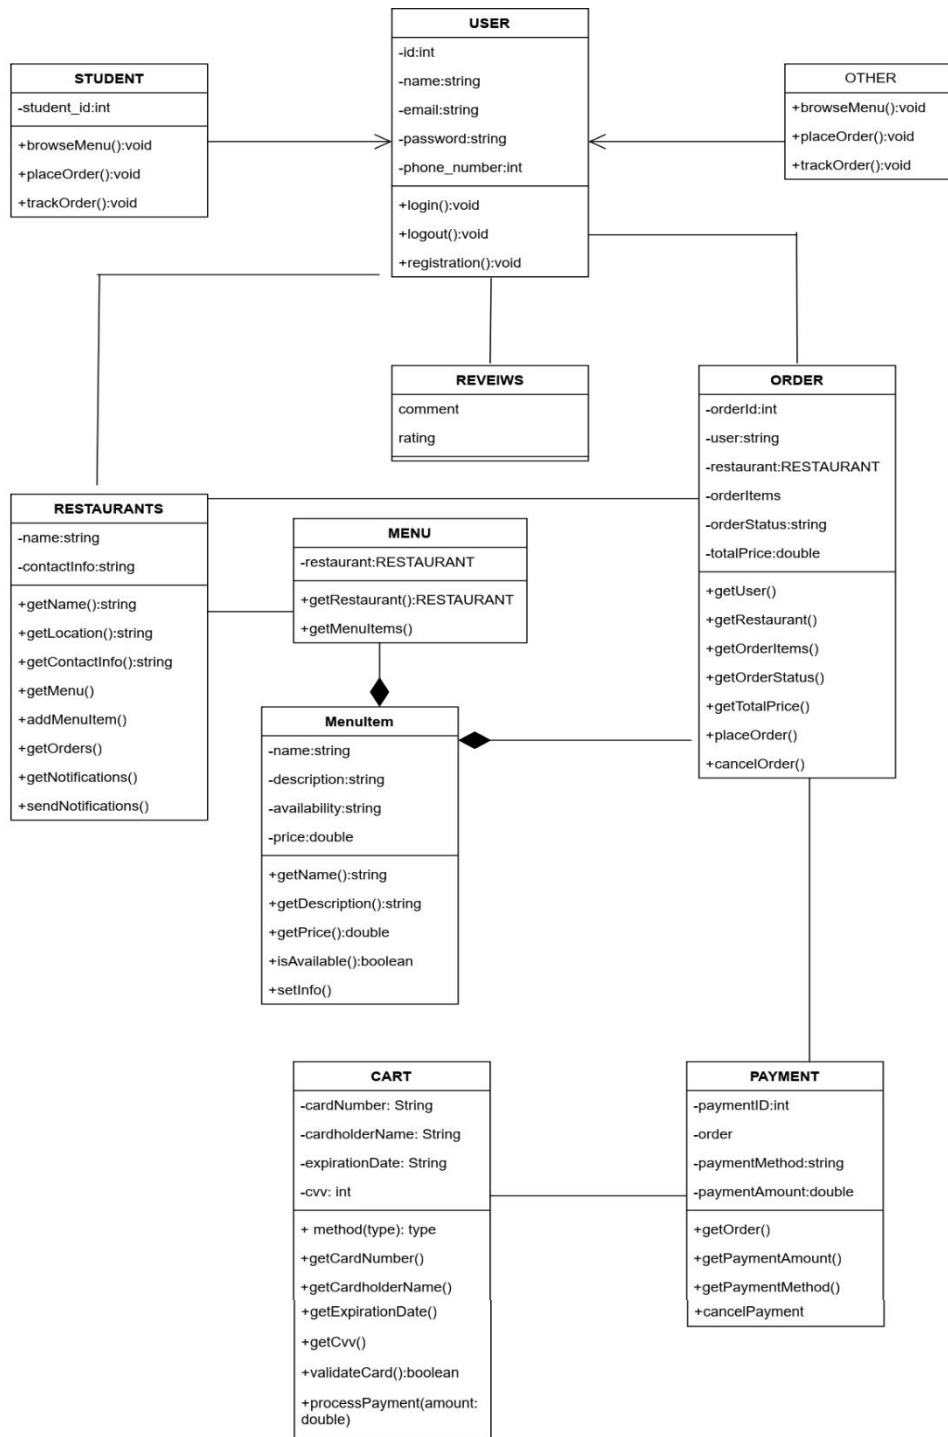 USER
-id:int
-name:string
-email:string
-password:string
-phone_number:int
+login():void
+logout():void
+registration():void
STUDENT
-student_id:int
+browseMenu():void
+placeOrder():void
+trackOrder():void
OTHER
+browseMenu():void
+placeOrder():void
+trackOrder():void
REVEIWS
comment
rating
ORDER
-orderId:int
-user:string
-restaurant:RESTAURANT
-orderItems
-orderStatus:string
-totalPrice:double
+getUser()
+getRestaurant()
+getOrderItems()
+getOrderStatus()
+getTotalPrice()
+placeOrder()
+cancelOrder()
RESTAURANTS
-name:string
-contactInfo:string
+getName():string
+getLocation():string
+getContactInfo():string
+getMenu()
+addMenuItem()
+getOrders()
+getNotifications()
+sendNotifications()
MENU
-restaurant:RESTAURANT
+getRestaurant():RESTAURANT
+getMenuItems()
MenuItem
-name:string
-description:string
-availability:string
-price:double
+getName():string
+getDescription():string
+getPrice():double
+isAvailable():boolean
+setInfo()
CART
-cardNumber: String
-cardholderName: String
-expirationDate: String
-cvv: int
+ method(type): type
+getCardNumber()
+getCardholderName()
+getExpirationDate()
+getCvv()
+validateCard():boolean
+processPayment(amount:
double)
PAYMENT
-paymentID:int
-order
-paymentMethod:string
-paymentAmount:double
+getOrder()
+getPaymentAmount()
+getPaymentMethod()
+cancelPayment